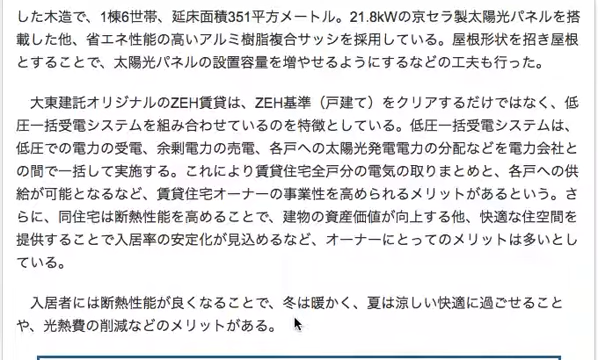 した木造で、1棟6世帯、延床面積351平方メートル。21.8kWの京セラ製太陽光パネルを搭
載した他、省エネ性能の高いアルミ樹脂複合サッシを採用している。屋根形状を招き屋根
とすることで、太陽光パネルの設置容量を増やせるようにするなどの工夫も行った。
大東建託オリジナルのZEH賃貸は、ZEH基準（戸建て）をクリアするだけではなく、低
圧一括受電システムを組み合わせているのを特徴としている。低圧一括受電システムは、
低圧での電力の受電、余剰電力の売電、各戸への太陽光発電電力の分配などを電力会社と
の間で一括して実施する。これにより賃貸住宅全戸分の電気の取りまとめと、各戸への供
給が可能となるなど、賃貸住宅オーナーの事業性を高められるメリットがあるという。さ
らに、同住宅は断熱性能を高めることで、建物の資産価値が向上する他、快適な住空間を
提供することで入居率の安定化が見込めるなど、オーナーにとってのメリットは多いとし
ている。
入居者には断熱性能が良くなることで、冬は暖かく、夏は涼しい快適に過ごせること
や、光熱費の削減などのメリットがある。